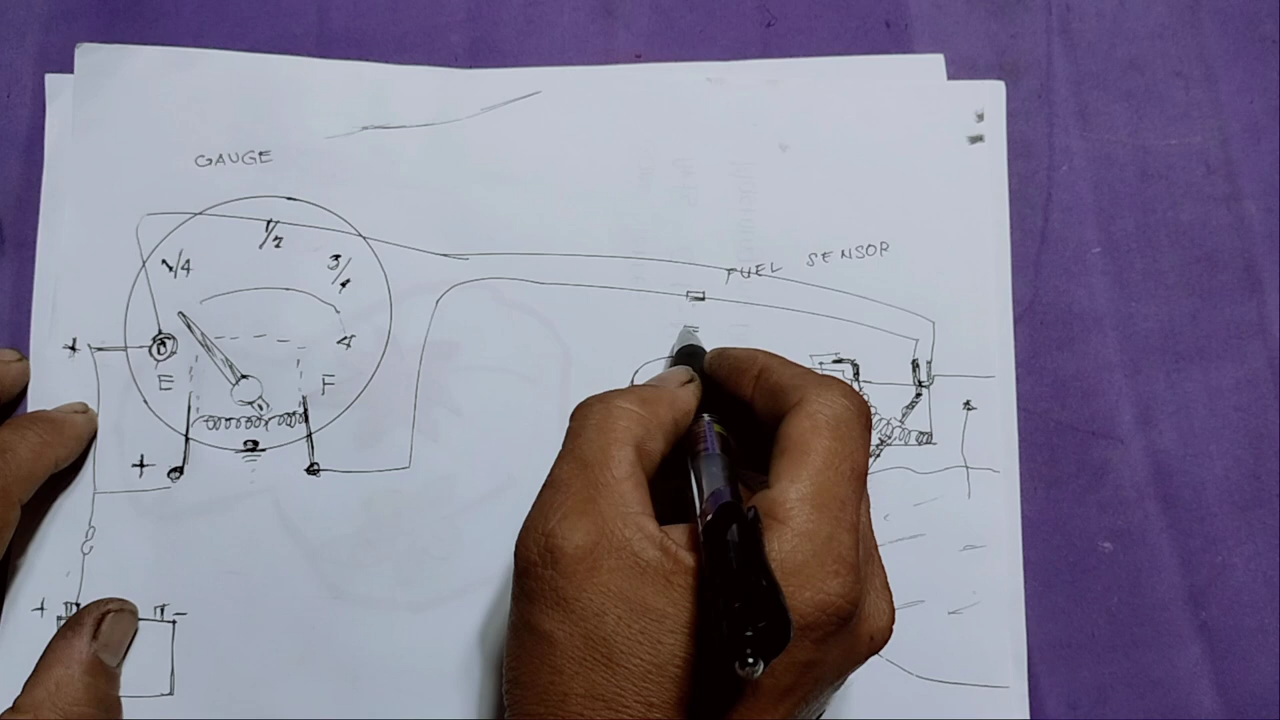 GAUGE
1/2
1/4
3/4
FUEL SENSOR
+
E
F
+
+ -